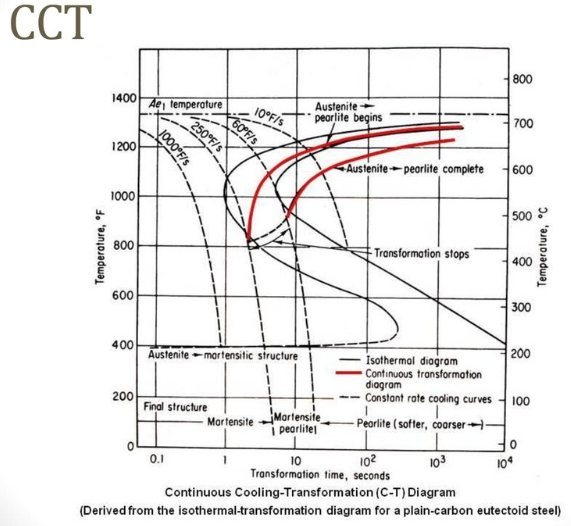 CCT
Ae₁ temperature
1000°F/s
250°F/s
60°F/s
10°F/s
Austenite →
pearlite begins
Austenite → pearlite complete
Transformation stops
Austenite → martensitic structure
Isothermal diagram
Continuous transformation
diagram
Constant rate cooling curves
Final structure
Martensite
Martensite
pearlite
Pearlite (softer, coarser →)
Temperature, °F
1400
1200
1000
800
600
400
200
0
Temperature, °C
800
700
600
500
400
300
200
100
0
0.1 1 10 10² 10³ 10⁴
Transformation time, seconds
Continuous Cooling-Transformation (C-T) Diagram
(Derived from the isothermal-transformation diagram for a plain-carbon eutectoid steel)